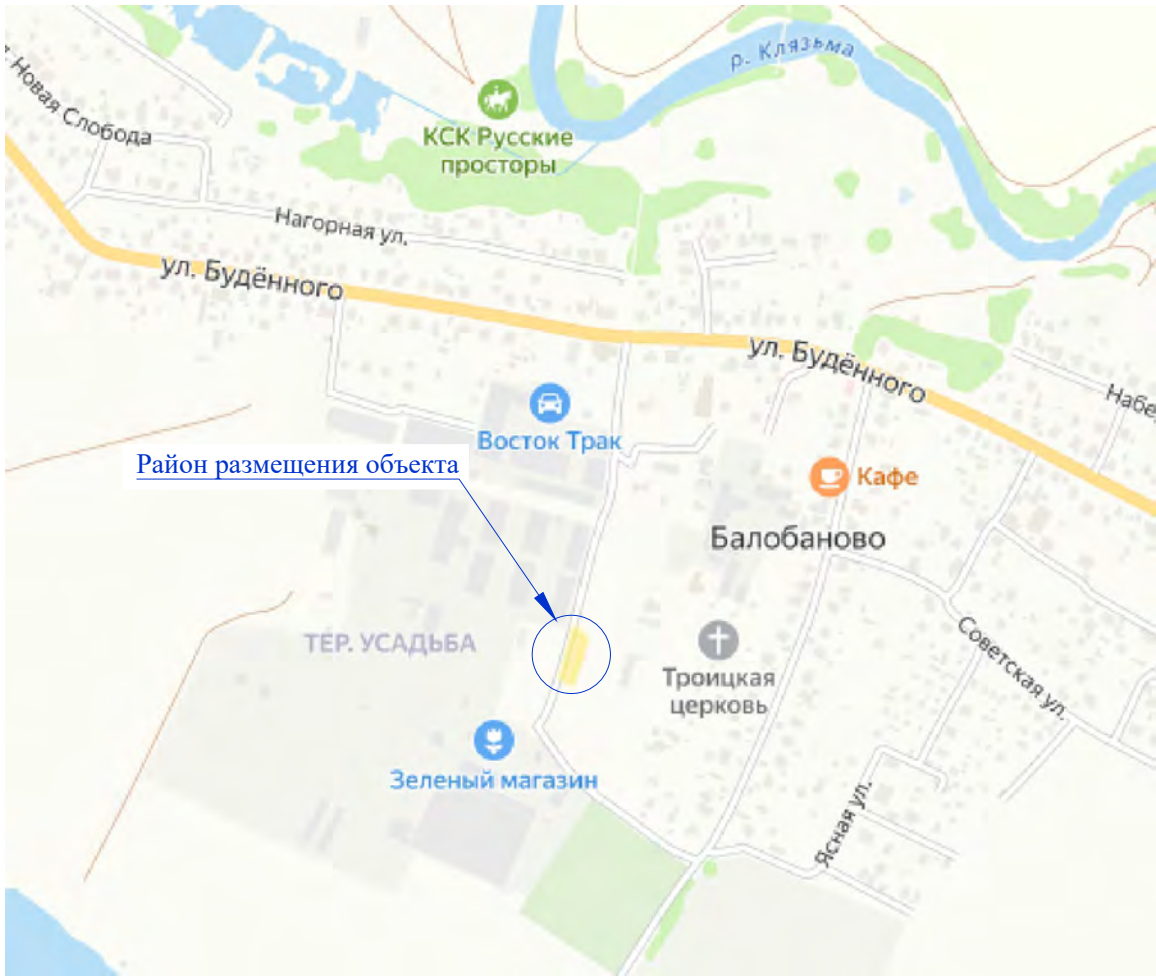 р. Клязьма
Новая Слобода
КСК Русские
просторы
Нагорная ул.
ул. Будённого
ул. Будённого
Набе
Восток Трак
Район размещения объекта
Кафе
Балобаново
ТЕР. УСАДЬБА
Троицкая
церковь
Советская ул.
Зеленый магазин
Ясная ул.